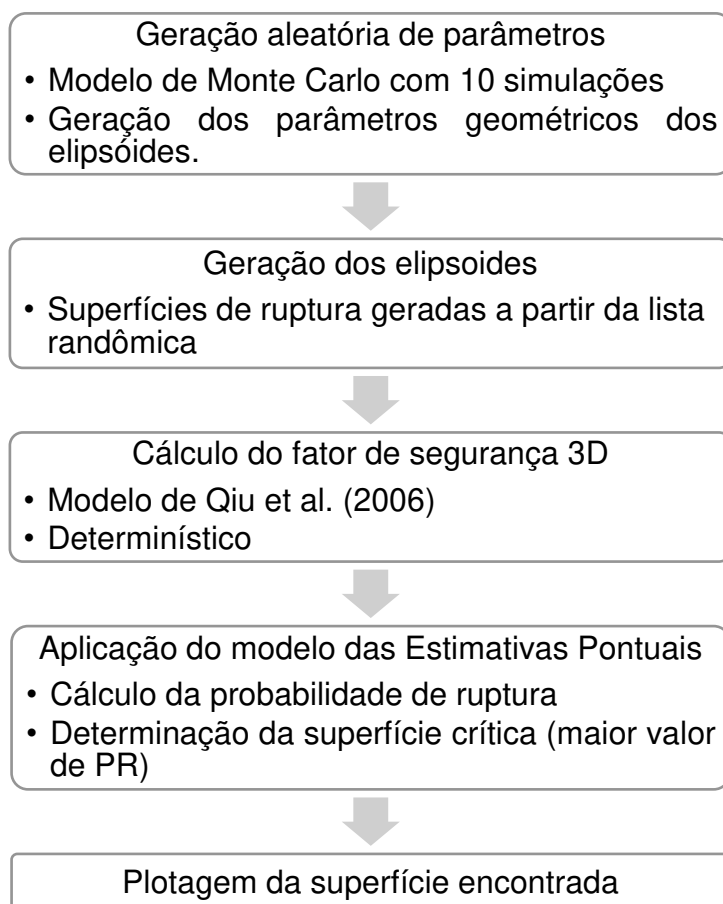 Geração aleatória de parâmetros
• Modelo de Monte Carlo com 10 simulações
• Geração dos parâmetros geométricos dos
elipsóides.
Geração dos elipsoides
• Superfícies de ruptura geradas a partir da lista
randômica
Cálculo do fator de segurança 3D
• Modelo de Qiu et al. (2006)
• Determinístico
Aplicação do modelo das Estimativas Pontuais
• Cálculo da probabilidade de ruptura
• Determinação da superfície crítica (maior valor
de PR)
Plotagem da superfície encontrada